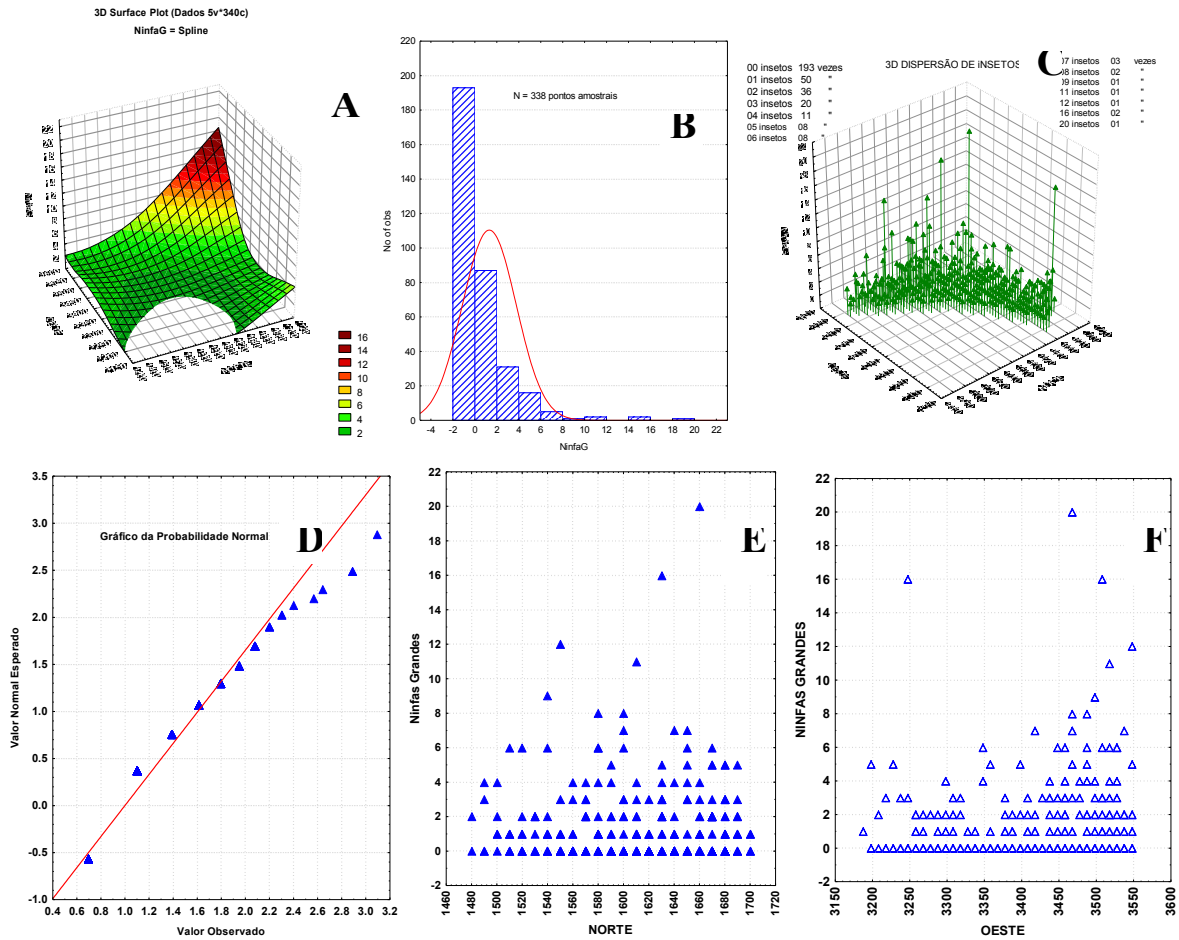 3D Surface Plot (Dados 5v*340c)
NinfaG = Spline
A
16
14
12
10
8
6
4
2
B
N = 338 pontos amostrais
No of obs
220
200
180
160
140
120
100
80
60
40
20
0
-4 -2 0 2 4 6 8 10 12 14 16 18 20 22
NinfaG
C
3D DISPERSÃO DE iNSETOS
00 insetos 193 vezes
01 insetos 50 "
02 insetos 36 "
03 insetos 20 "
04 insetos 11 "
05 insetos 08 "
06 insetos 08 "
07 insetos 03 vezes
08 insetos 02 "
09 insetos 01 "
11 insetos 01 "
12 insetos 01 "
16 insetos 02 "
20 insetos 01 "
D
Gráfico da Probabilidade Normal
Valor Normal Esperado
3.5
3.0
2.5
2.0
1.5
1.0
0.5
0.0
-0.5
-1.0
0.4 0.6 0.8 1.0 1.2 1.4 1.6 1.8 2.0 2.2 2.4 2.6 2.8 3.0 3.2
Valor Observado
E
Ninfas Grandes
22
20
18
16
14
12
10
8
6
4
2
0
-2
1460 1480 1500 1520 1540 1560 1580 1600 1620 1640 1660 1680 1700 1720
NORTE
F
NINFAS GRANDES
22
20
18
16
14
12
10
8
6
4
2
0
-2
3150 3200 3250 3300 3350 3400 3450 3500 3550 3600
OESTE